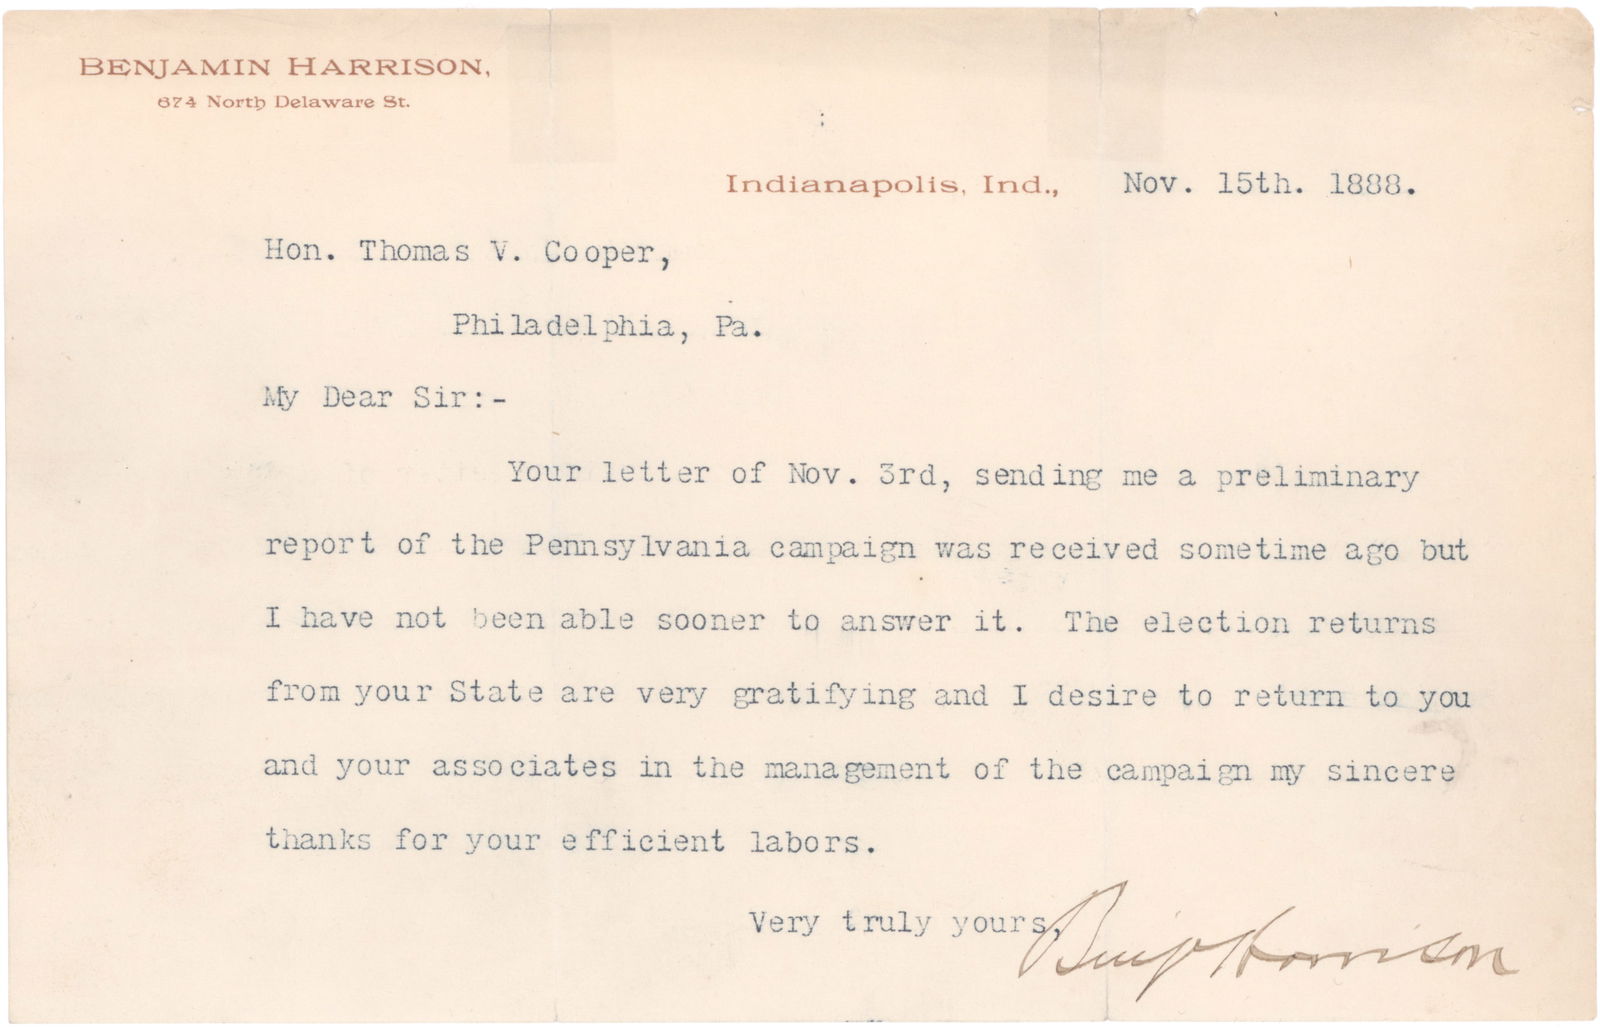 BENJAMIN HARRISON,
674 North Delaware St.
Indianapolis, Ind., Nov. 15th. 1888.
Hon. Thomas V. Cooper,
Philadelphia, Pa.
My Dear Sir:-
Your letter of Nov. 3rd, sending me a preliminary
report of the Pennsylvania campaign was received sometime ago but
I have not been able sooner to answer it. The election returns
from your State are very gratifying and I desire to return to you
and your associates in the management of the campaign my sincere
thanks for your efficient labors.
Very truly yours,
Benj Harrison